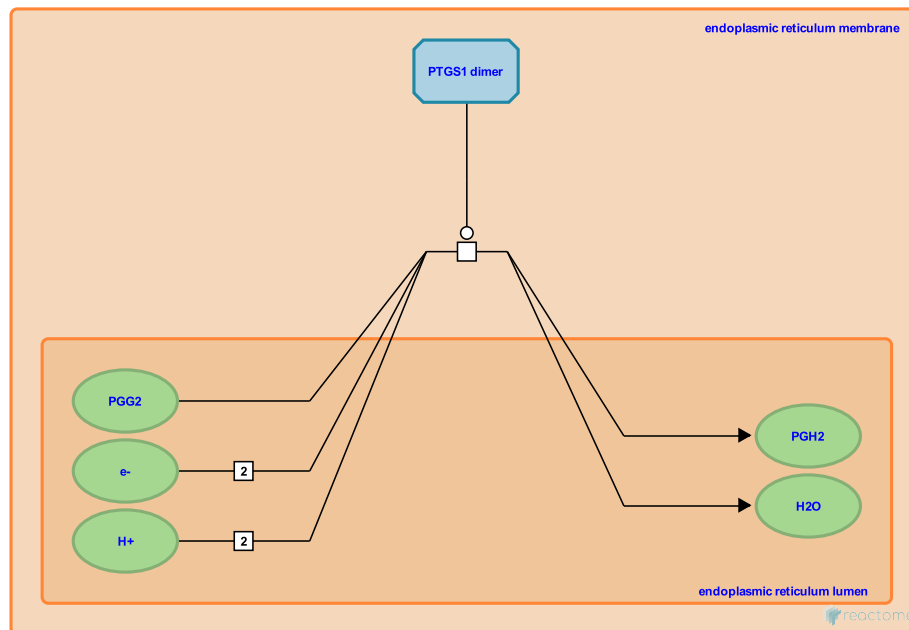 endoplasmic reticulum membrane
PTGS1 dimer
PGG2
e-
2
H+
2
PGH2
H2O
endoplasmic reticulum lumen
reactome